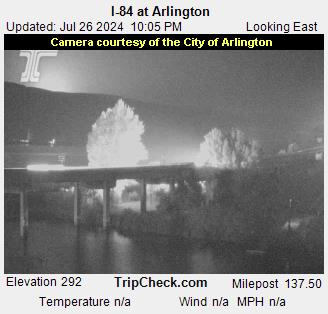 I-84 at Arlington
Updated: Jul 26 2024 10:05 PM Looking East
Camera courtesy of the City of Arlington
Elevation 292 TripCheck.com Milepost 137.50
Temperature n/a Wind n/a MPH n/a